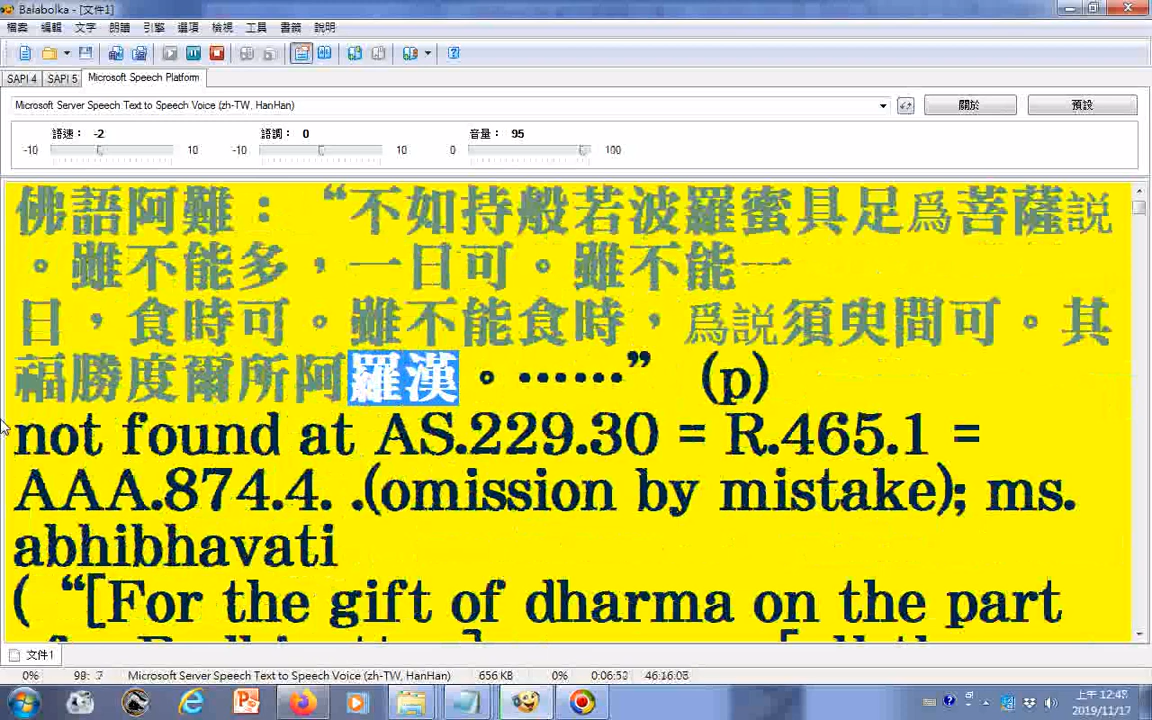 Balabolka - [文件1]
檔案 編輯 文字 朗讀 引擎 選項 檢視 工具 書籤 說明
SAPI 4 SAPI 5 Microsoft Speech Platform
Microsoft Server Speech Text to Speech Voice (zh-TW, HanHan) 關於 預設
語速： -2 語調： 0 音量： 95
-10 10 -10 10 0 100
佛語阿難：“不如持般若波羅蜜具足爲菩薩説
。雖不能多，一日可。雖不能一
日，食時可。雖不能食時，爲説須臾間可。其
福勝度爾所阿羅漢。……” (p)
not found at AS.229.30 = R.465.1 =
AAA.874.4. .(omission by mistake); ms.
abhibhavati
( “[For the gift of dharma on the part
文件1
0% Microsoft Server Speech Text to Speech Voice (zh-TW, HanHan) 656 KB 0% 0:06:53 46:16:03
上午 12:48
2019/11/17